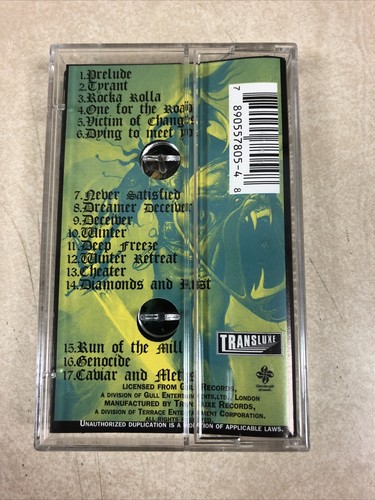 1.Prelude
2.Tyrant
3.Rocka Rolla
4.One for the Road
5.Victim of Changes
6.Dying to meet you
7.Never Satisfied
8.Dreamer Deceiver
9.Deceiver
10.Winter
11.Deep Freeze
12.Winter Retreat
13.Cheater
14.Diamonds and Rust
15.Run of the Mill
16.Genocide
17.Caviar and Meths
LICENSED FROM GULL RECORDS,
A DIVISION OF GULL ENTERTAINMENTS,LTD., LONDON
MANUFACTURED BY TRANSLUXE RECORDS,
A DIVISION OF TERRACE ENTERTAINMENT CORPORATION.
ALL RIGHTS RESERVED.
UNAUTHORIZED DUPLICATION IS A VIOLATION OF APPLICABLE LAWS.
7 890557805-4 8
TRANSLUXE